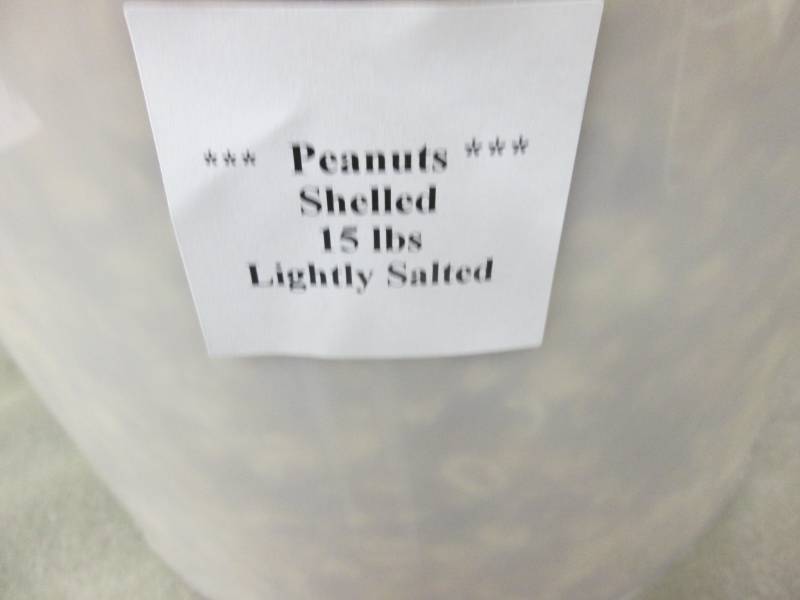 *** Peanuts ***
Shelled
15 lbs
Lightly Salted